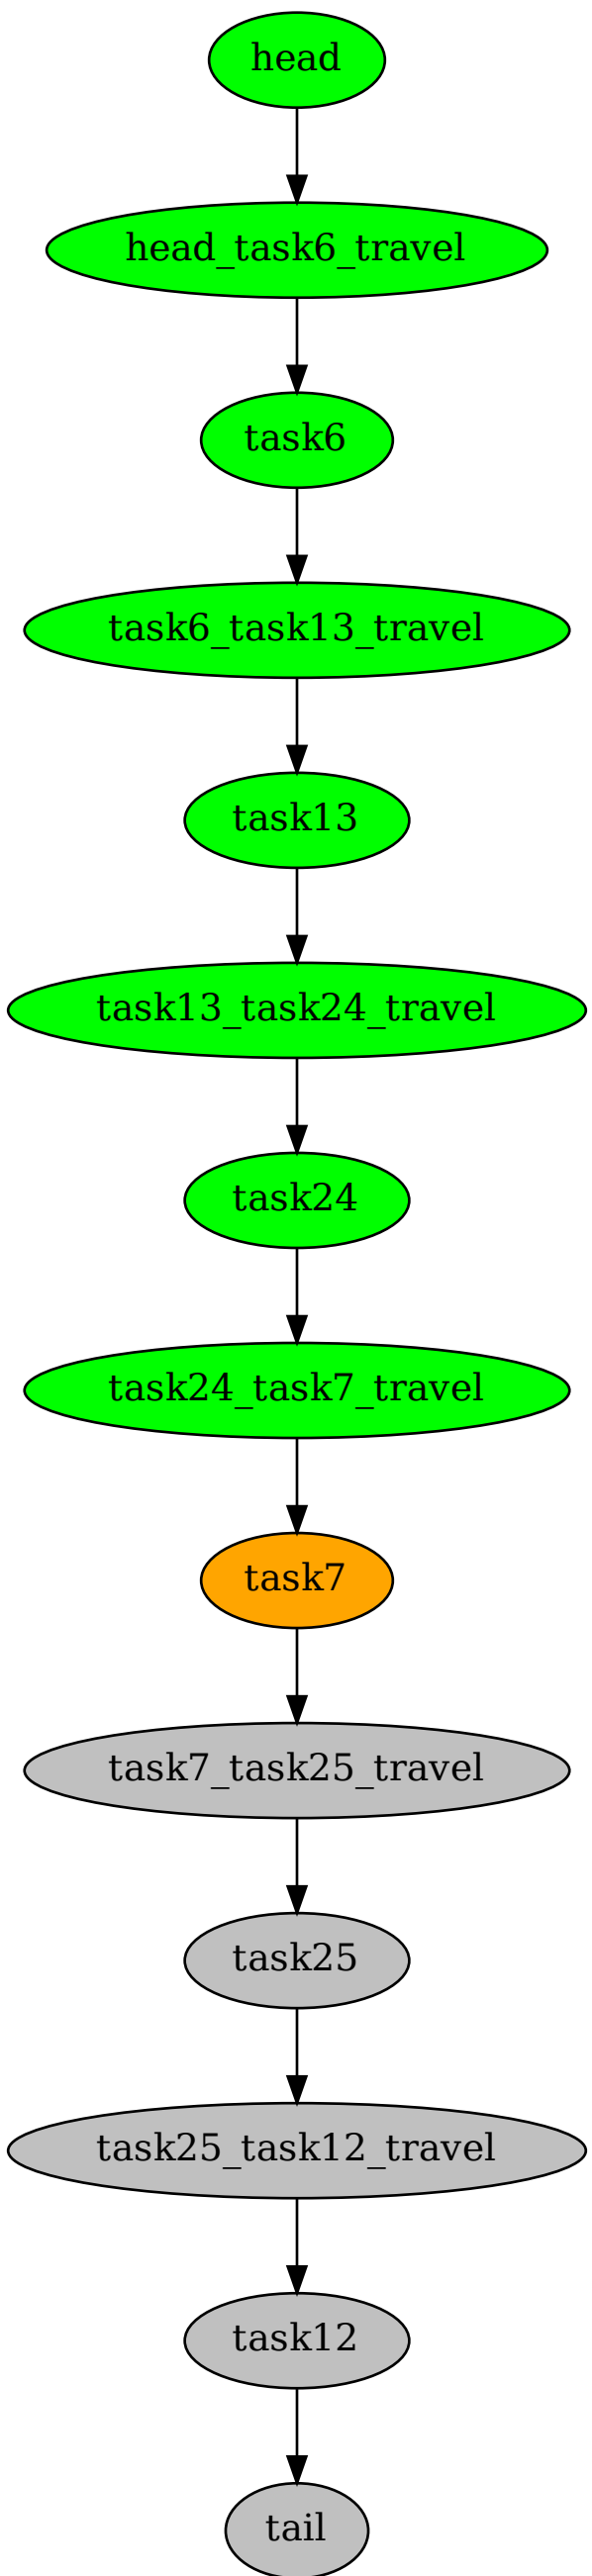 head
head_task6_travel
task6
task6_task13_travel
task13
task13_task24_travel
task24
task24_task7_travel
task7
task7_task25_travel
task25
task25_task12_travel
task12
tail